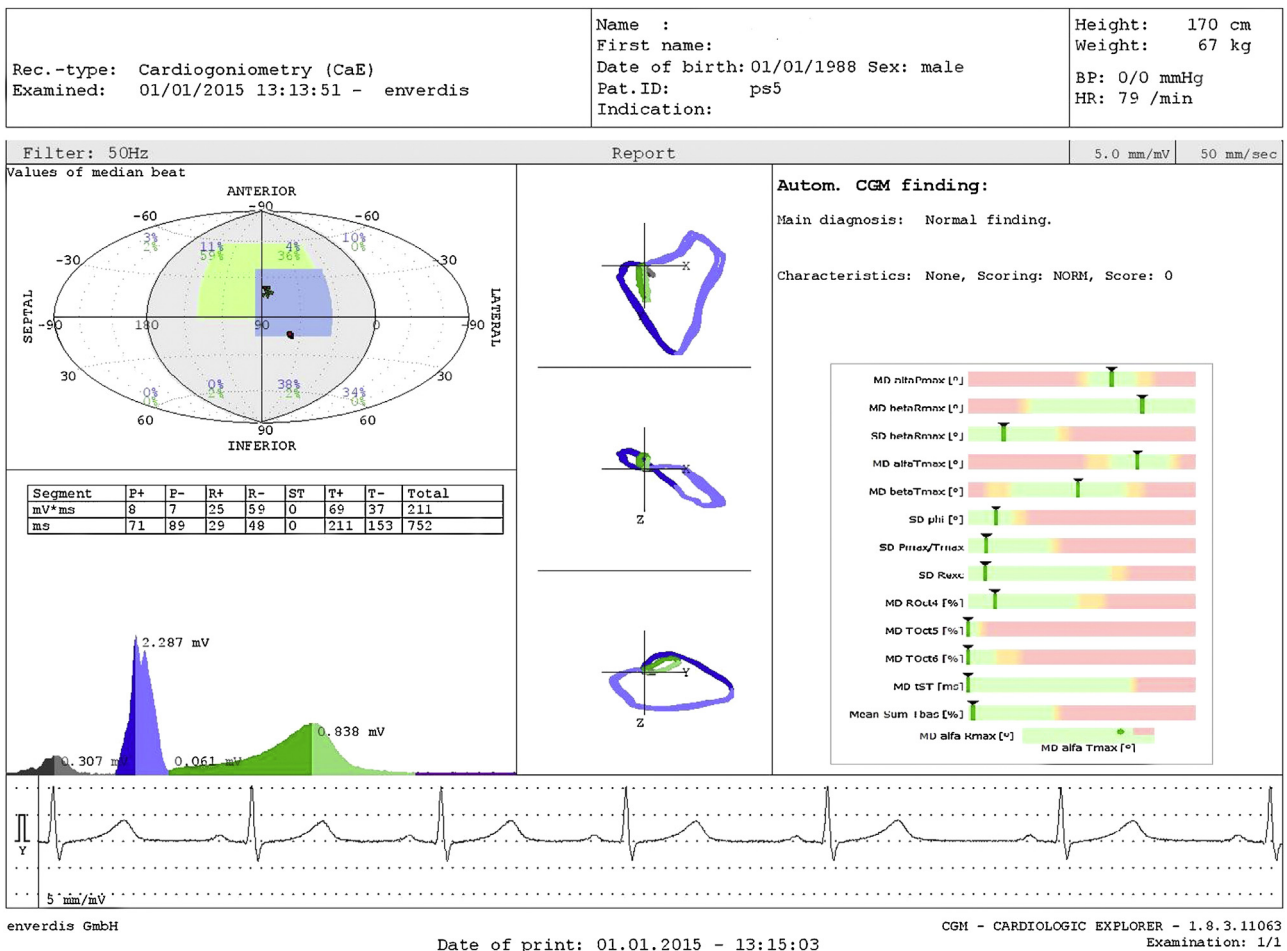 Rec.-type: Cardiogoniometry (CaE)
Examined: 01/01/2015 13:13:51 - enverdis
Name :
First name:
Date of birth: 01/01/1988 Sex: male
Pat.ID: ps5
Indication:
Height: 170 cm
Weight: 67 kg
BP: 0/0 mmHg
HR: 79 /min
Filter: 50Hz
Report
5.0 mm/mV
50 mm/sec
Values of median beat
ANTERIOR
-90
-60 -60
3% 11% 4% 10%
2% 59% 36% 0%
-30 -30
SEPTAL
LATERAL
-90 180 90 0 -90
30 30
0% 0% 38% 34%
0% 2% 2% 0%
60 60
90
INFERIOR
Segment P+ P- R+ R- ST T+ T- Total
mV*ms 8 7 25 59 0 69 37 211
ms 71 89 29 48 0 211 153 752
2.287 mV
0.838 mV
0.307 m
0.061 mV
X
X
Z
Y
Z
Autom. CGM finding:
Main diagnosis: Normal finding.
Characteristics: None, Scoring: NORM, Score: 0
MD alfaPmax [º]
MD betaRmax [º]
SD betaRmax [º]
MD alfaTmax [º]
MD betaTmax [º]
SD phi [º]
SD Pmax/Tmax
SD Rexc
MD ROct4 [%]
MD TOct5 [%]
MD TOct6 [%]
MD tST [ms]
Mean Sum Tbas [%]
MD alfa Rmax [º]
MD alfa Tmax [º]
Y
5 mm/mV
enverdis GmbH
CGM - CARDIOLOGIC EXPLORER - 1.8.3.11063
Date of print: 01.01.2015 - 13:15:03
Examination: 1/1